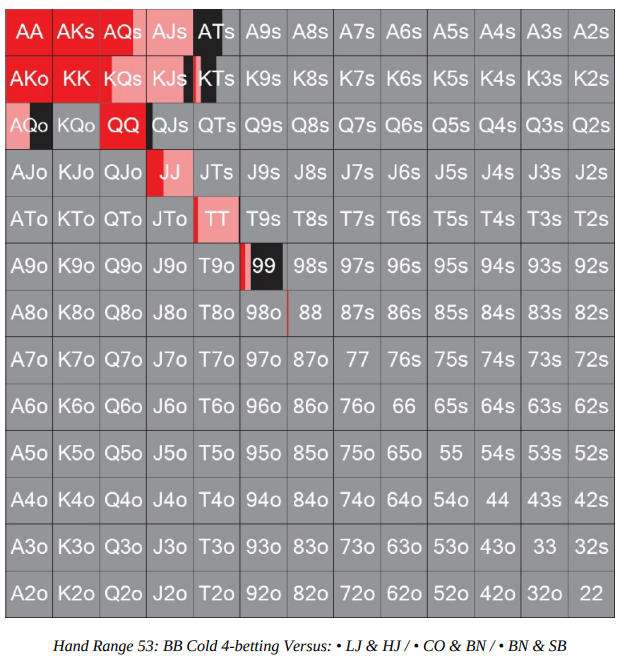 AA AKs AQs AJs ATs A9s A8s A7s A6s A5s A4s A3s A2s
AKo KK KQs KJs KTs K9s K8s K7s K6s K5s K4s K3s K2s
AQo KQo QQ QJs QTs Q9s Q8s Q7s Q6s Q5s Q4s Q3s Q2s
AJo KJo QJo JJ JTs J9s J8s J7s J6s J5s J4s J3s J2s
ATo KTo QTo JTo TT T9s T8s T7s T6s T5s T4s T3s T2s
A9o K9o Q9o J9o T9o 99 98s 97s 96s 95s 94s 93s 92s
A8o K8o Q8o J8o T8o 98o 88 87s 86s 85s 84s 83s 82s
A7o K7o Q7o J7o T7o 97o 87o 77 76s 75s 74s 73s 72s
A6o K6o Q6o J6o T6o 96o 86o 76o 66 65s 64s 63s 62s
A5o K5o Q5o J5o T5o 95o 85o 75o 65o 55 54s 53s 52s
A4o K4o Q4o J4o T4o 94o 84o 74o 64o 54o 44 43s 42s
A3o K3o Q3o J3o T3o 93o 83o 73o 63o 53o 43o 33 32s
A2o K2o Q2o J2o T2o 92o 82o 72o 62o 52o 42o 32o 22
Hand Range 53: BB Cold 4-betting Versus: • LJ & HJ / • CO & BN / • BN & SB